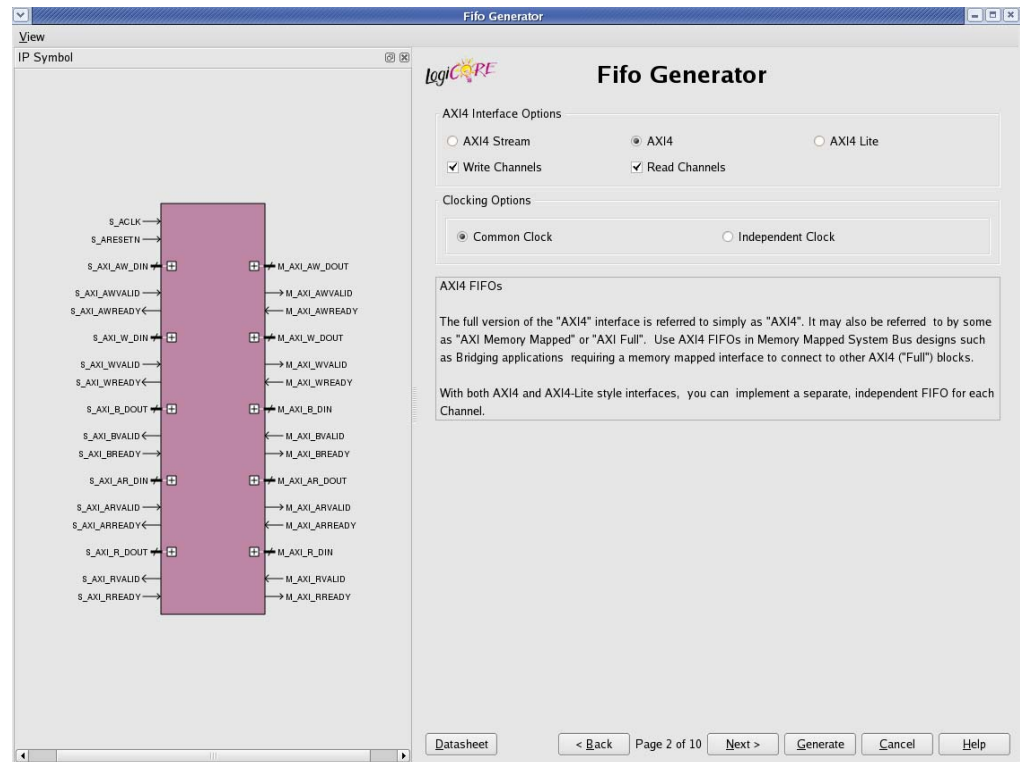 Fifo Generator
View
IP Symbol
S_ACLK
S_ARESETN
S_AXI_AW_DIN
M_AXI_AW_DOUT
S_AXI_AWVALID
M_AXI_AWVALID
S_AXI_AWREADY
M_AXI_AWREADY
S_AXI_W_DIN
M_AXI_W_DOUT
S_AXI_WVALID
M_AXI_WVALID
S_AXI_WREADY
M_AXI_WREADY
S_AXI_B_DOUT
M_AXI_B_DIN
S_AXI_BVALID
M_AXI_BVALID
S_AXI_BREADY
M_AXI_BREADY
S_AXI_AR_DIN
M_AXI_AR_DOUT
S_AXI_ARVALID
M_AXI_ARVALID
S_AXI_ARREADY
M_AXI_ARREADY
S_AXI_R_DOUT
M_AXI_R_DIN
S_AXI_RVALID
M_AXI_RVALID
S_AXI_RREADY
M_AXI_RREADY
LogiCORE
Fifo Generator
AXI4 Interface Options
AXI4 Stream AXI4 AXI4 Lite
Write Channels Read Channels
Clocking Options
Common Clock Independent Clock
AXI4 FIFOs
The full version of the "AXI4" interface is referred to simply as "AXI4". It may also be referred to by some
as "AXI Memory Mapped" or "AXI Full". Use AXI4 FIFOs in Memory Mapped System Bus designs such
as Bridging applications requiring a memory mapped interface to connect to other AXI4 ("Full") blocks.
With both AXI4 and AXI4-Lite style interfaces, you can implement a separate, independent FIFO for each
Channel.
Datasheet < Back Page 2 of 10 Next > Generate Cancel Help